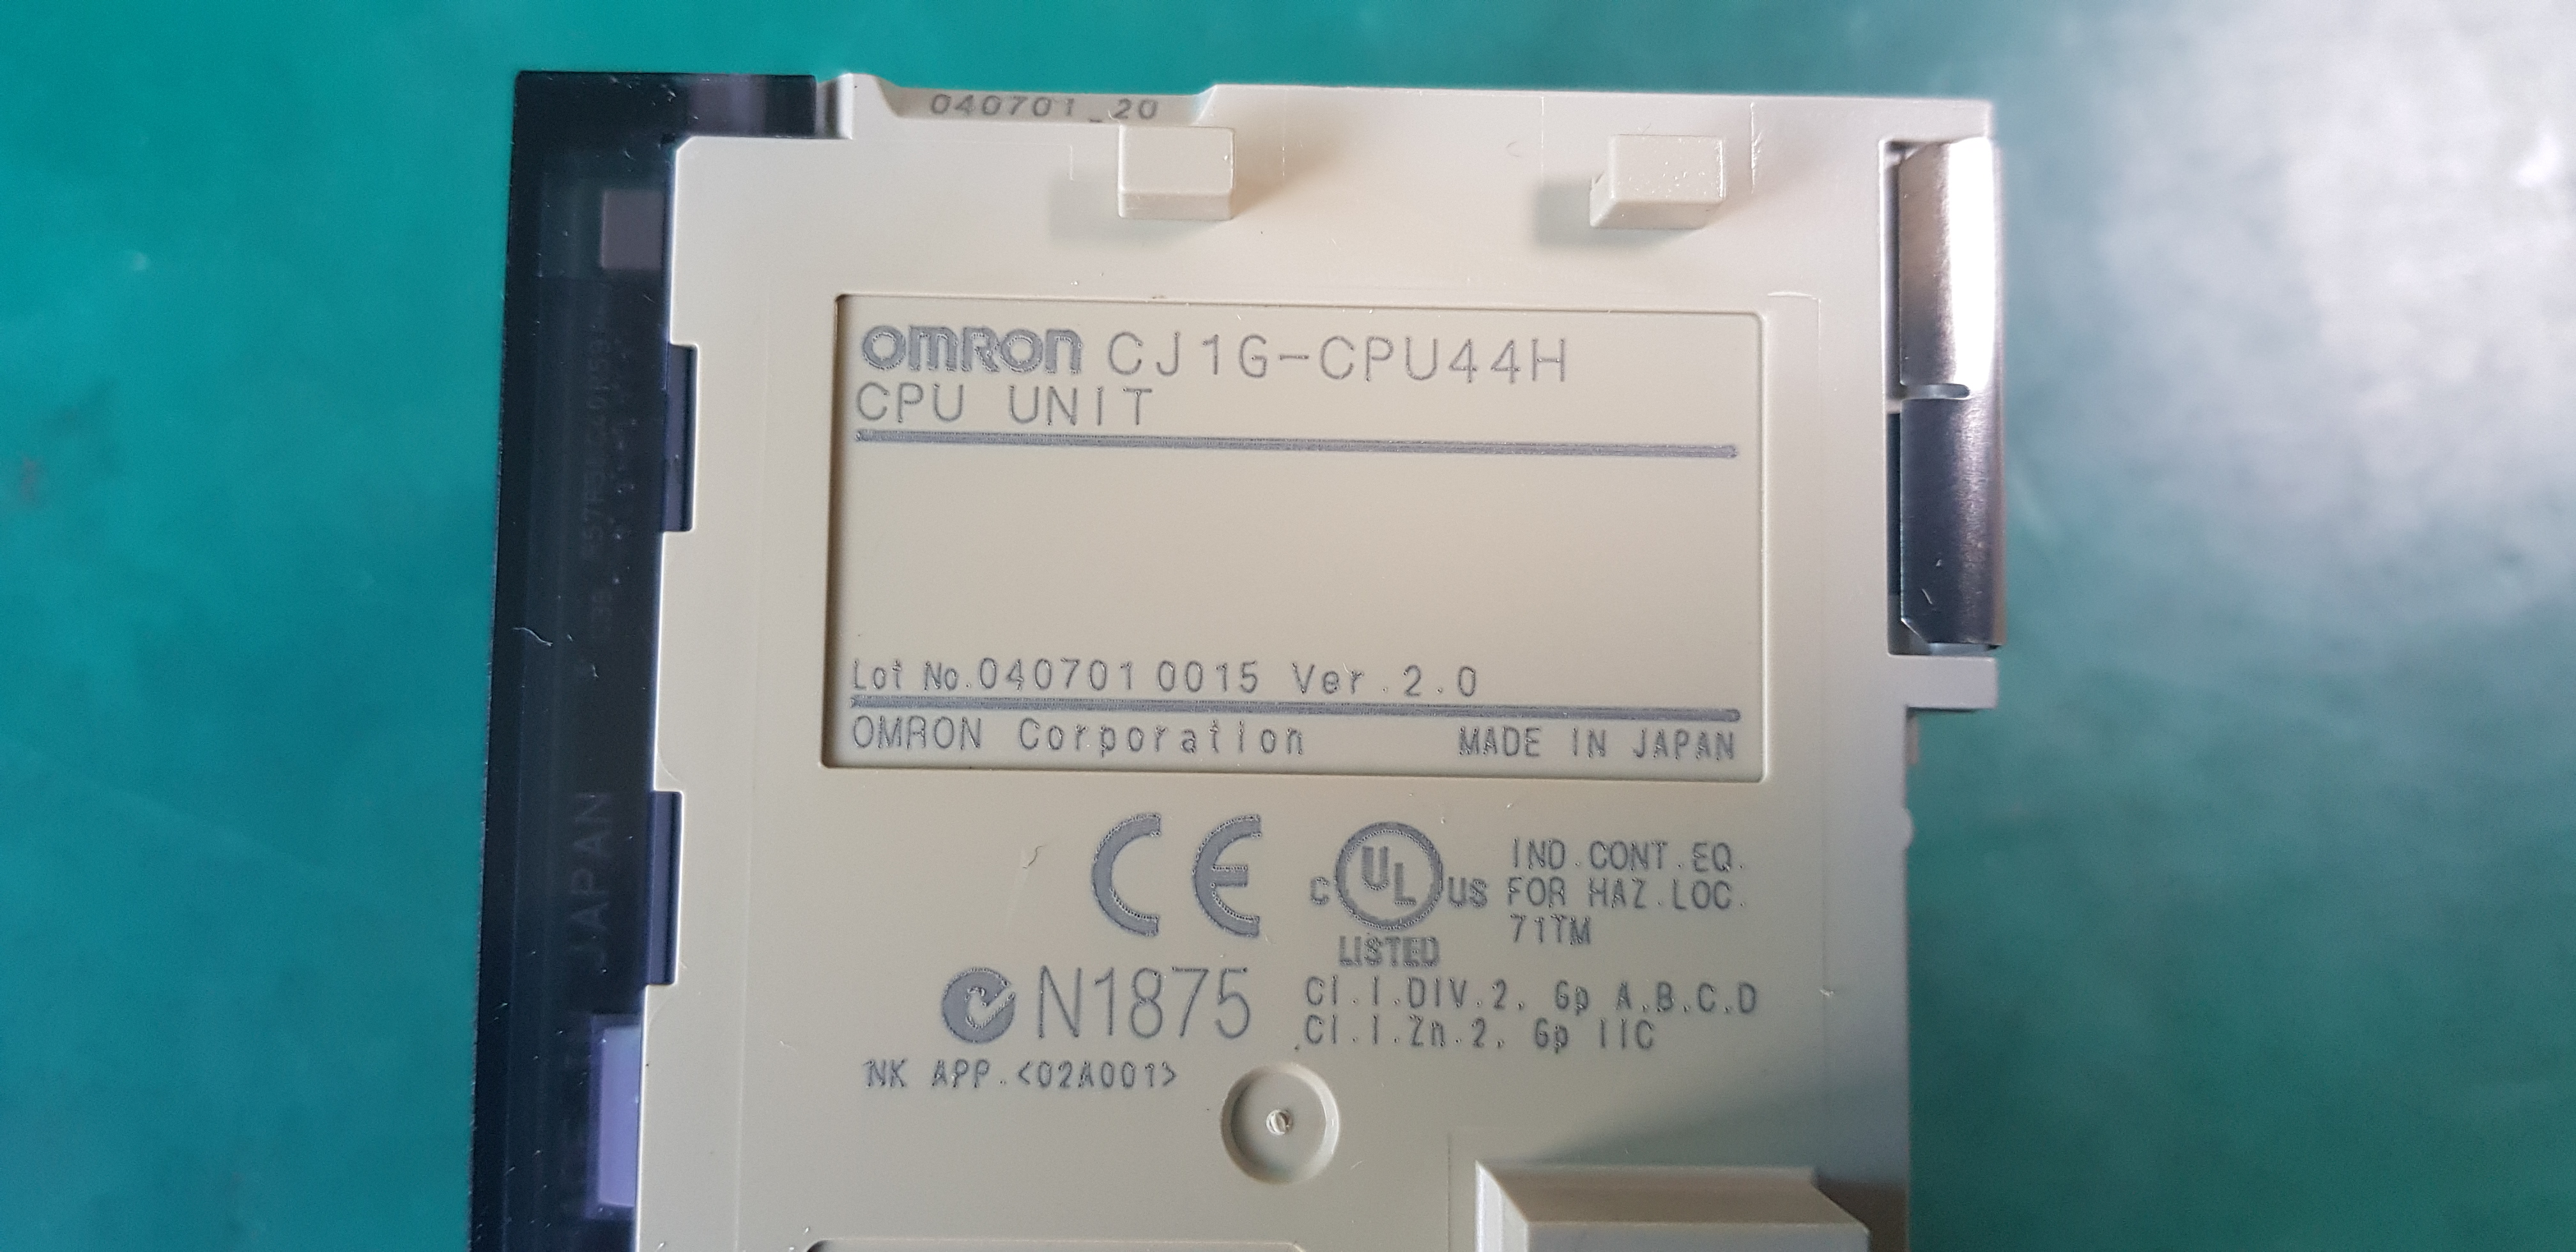 040701_20
OMRON CJ1G-CPU44H
CPU UNIT
Lot No.040701 0015 Ver.2.0
OMRON Corporation MADE IN JAPAN
CE
C UL US
LISTED
IND.CONT.EQ.
FOR HAZ.LOC.
71TM
N1875
Cl.I.DIV.2, Gp A.B.C.D
Cl.I.Zn.2, Gp IIC
NK APP.<02A001>
JAPAN